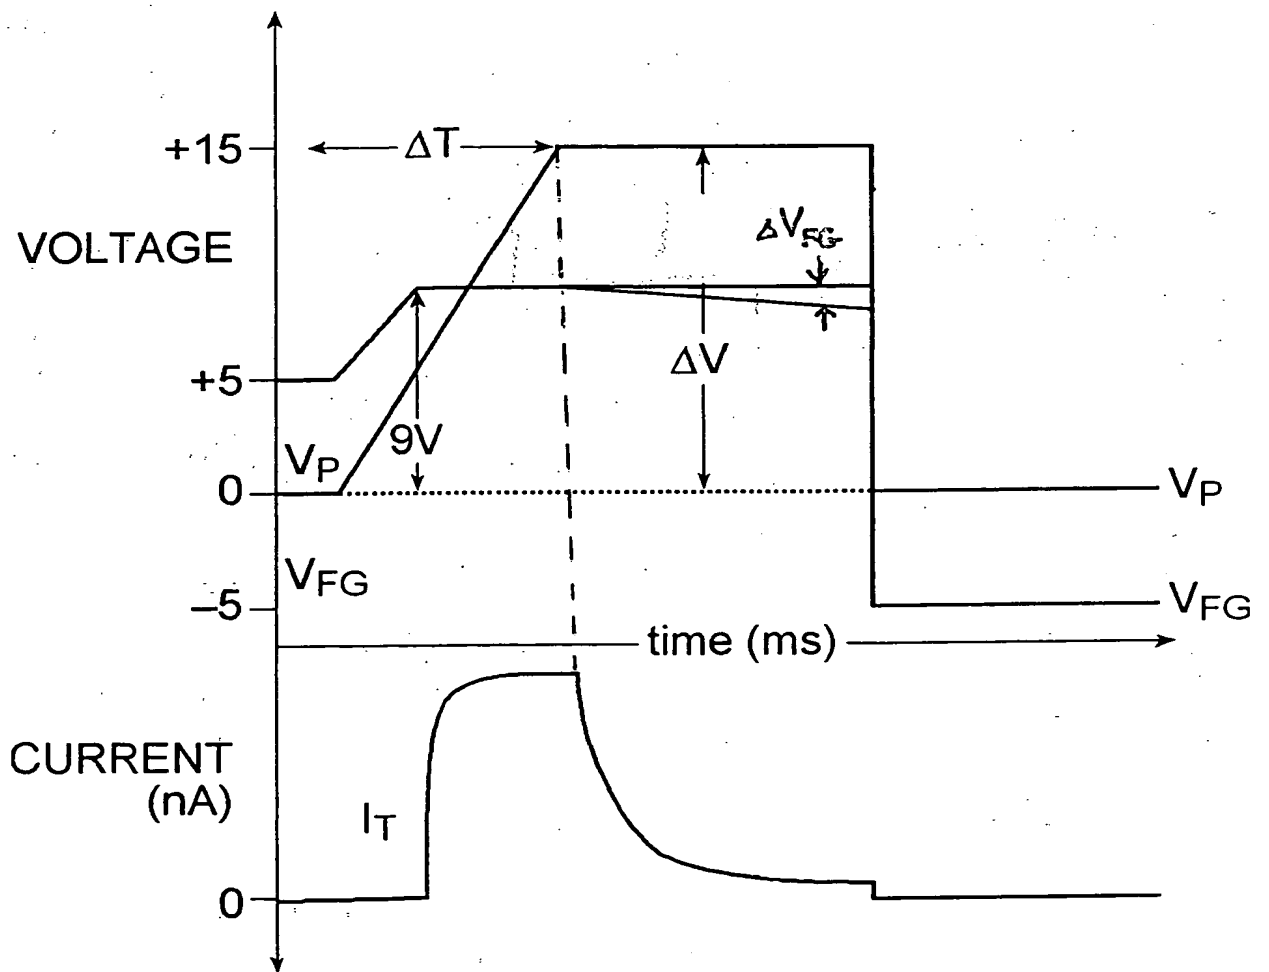 +15
ΔT
VOLTAGE
ΔV_FG
ΔV
+5
9V
V_P
0
V_P
V_FG
–5
V_FG
time (ms)
CURRENT
(nA)
I_T
0